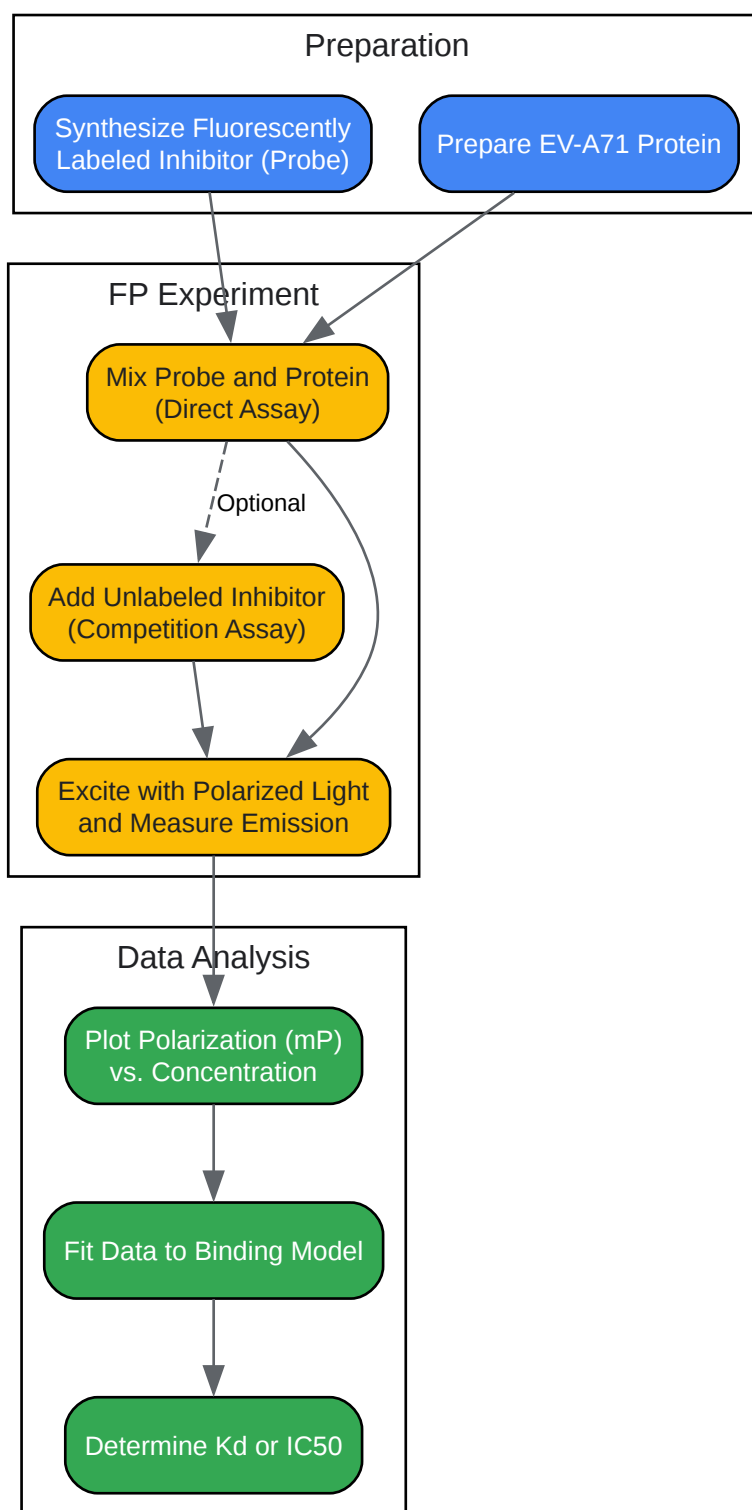 Preparation
Synthesize Fluorescently
Labeled Inhibitor (Probe)
Prepare EV-A71 Protein
FP Experiment
Mix Probe and Protein
(Direct Assay)
Optional
Add Unlabeled Inhibitor
(Competition Assay)
Excite with Polarized Light
and Measure Emission
Data Analysis
Plot Polarization (mP)
vs. Concentration
Fit Data to Binding Model
Determine Kd or IC50